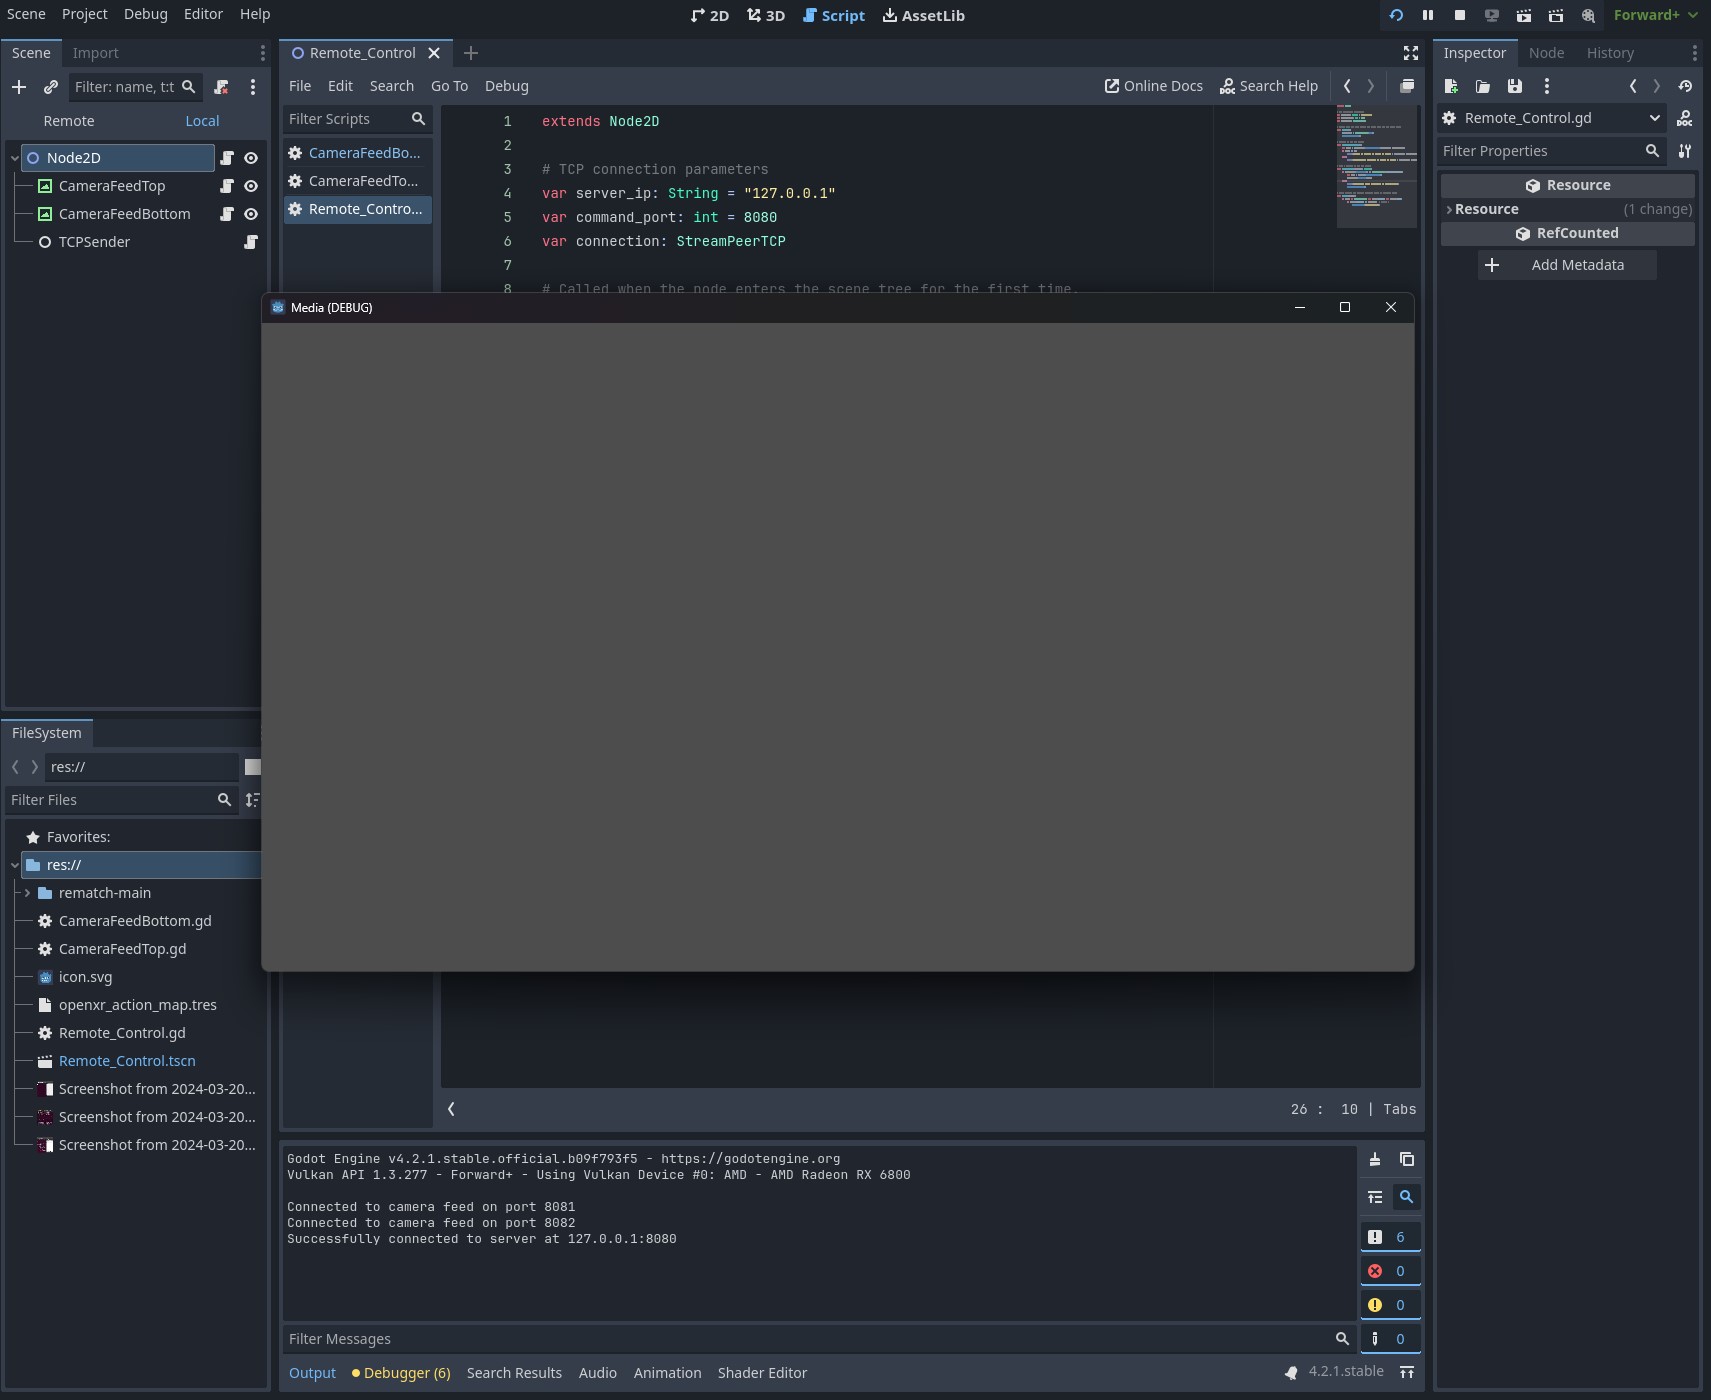 Scene Project Debug Editor Help
2D 3D Script AssetLib
Forward+
Scene Import
Filter: name, t:t
Remote Local
Node2D
CameraFeedTop
CameraFeedBottom
TCPSender
Remote_Control
File Edit Search Go To Debug
Online Docs Search Help
Filter Scripts
CameraFeedBo...
CameraFeedTo...
Remote_Contro...
1 extends Node2D
2
3 # TCP connection parameters
4 var server_ip: String = "127.0.0.1"
5 var command_port: int = 8080
6 var connection: StreamPeerTCP
7
8 # Called when the node enters the scene tree for the first time.
Inspector Node History
Remote_Control.gd
Filter Properties
Resource
Resource (1 change)
RefCounted
Add Metadata
Media (DEBUG)
FileSystem
res://
Filter Files
Favorites:
res://
rematch-main
CameraFeedBottom.gd
CameraFeedTop.gd
icon.svg
openxr_action_map.tres
Remote_Control.gd
Remote_Control.tscn
Screenshot from 2024-03-20...
Screenshot from 2024-03-20...
Screenshot from 2024-03-20...
26 : 10 | Tabs
Godot Engine v4.2.1.stable.official.b09f793f5 - https://godotengine.org
Vulkan API 1.3.277 - Forward+ - Using Vulkan Device #0: AMD - AMD Radeon RX 6800
Connected to camera feed on port 8081
Connected to camera feed on port 8082
Successfully connected to server at 127.0.0.1:8080
6
0
0
0
Filter Messages
Output Debugger (6) Search Results Audio Animation Shader Editor
4.2.1.stable